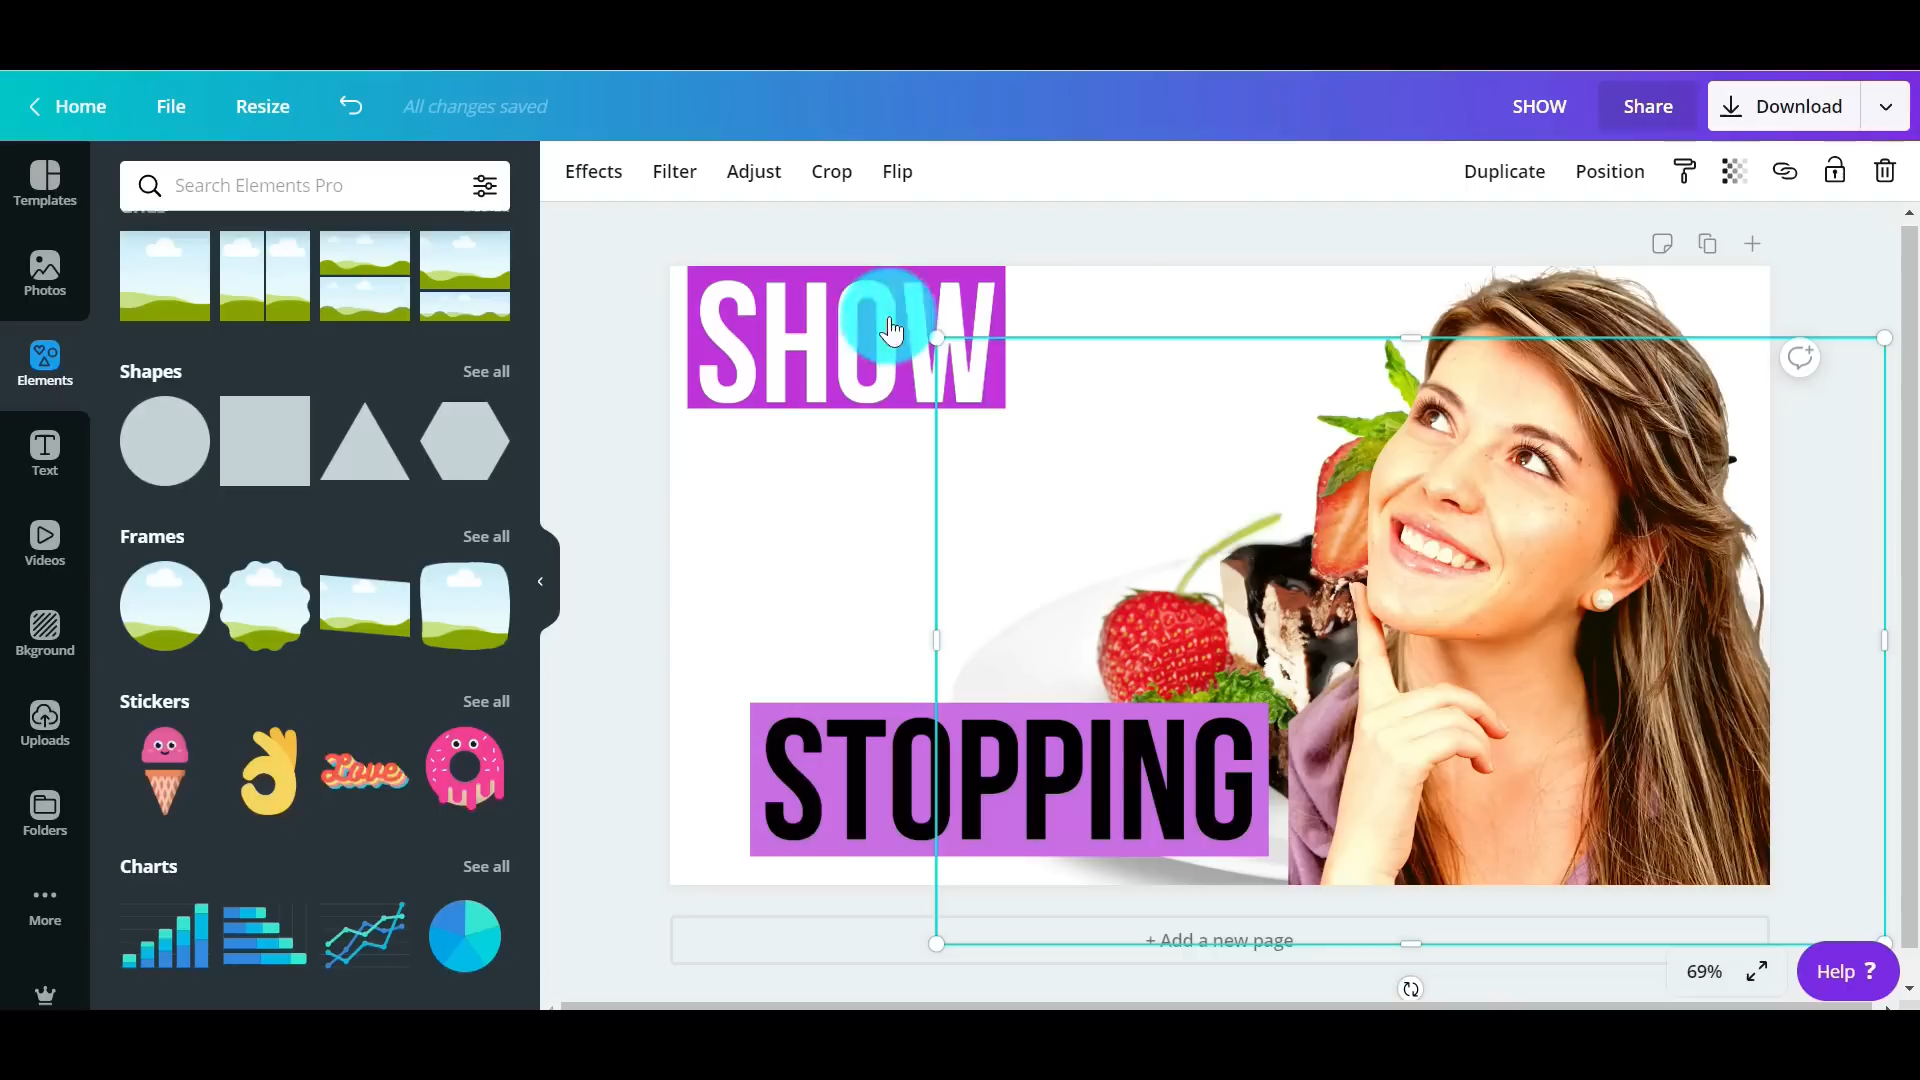 Home File Resize All changes saved SHOW Share Download
Templates
Photos
Elements
Text
Videos
Bkground
Uploads
Folders
More
Search Elements Pro
Shapes See all
Frames See all
Stickers See all
Love
Charts See all
Effects Filter Adjust Crop Flip Duplicate Position
SHOW
STOPPING
+ Add a new page
69% Help ?